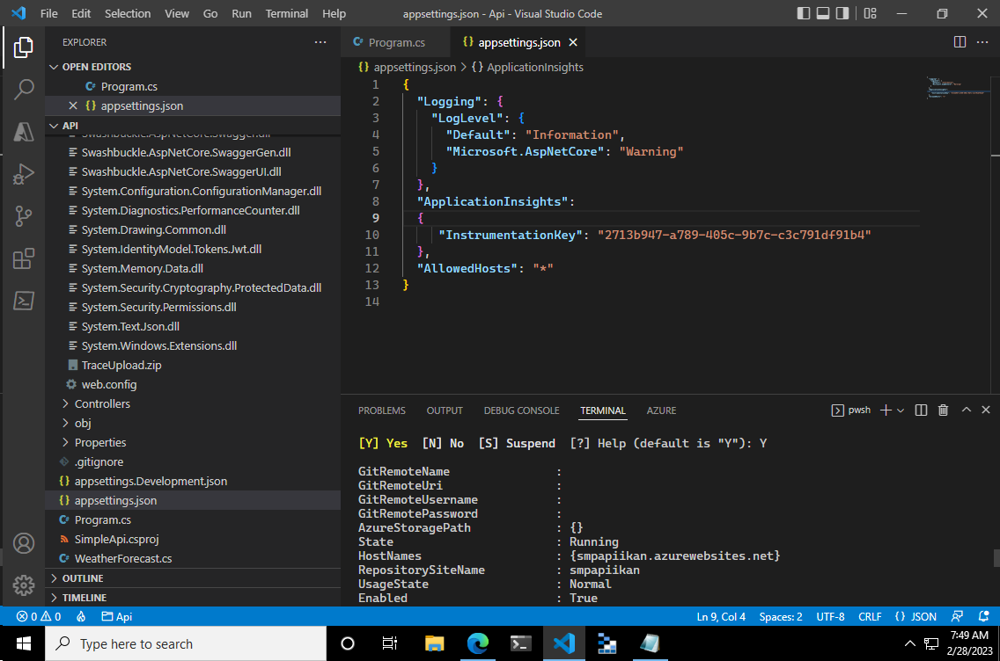 File Edit Selection View Go Run Terminal Help appsettings.json - Api - Visual Studio Code
EXPLORER
OPEN EDITORS
Program.cs
appsettings.json
API
Swashbuckle.AspNetCore.Swagger.dll
Swashbuckle.AspNetCore.SwaggerGen.dll
Swashbuckle.AspNetCore.SwaggerUI.dll
System.Configuration.ConfigurationManager.dll
System.Diagnostics.PerformanceCounter.dll
System.Drawing.Common.dll
System.IdentityModel.Tokens.Jwt.dll
System.Memory.Data.dll
System.Security.Cryptography.ProtectedData.dll
System.Security.Permissions.dll
System.Text.Json.dll
System.Windows.Extensions.dll
TraceUpload.zip
web.config
Controllers
obj
Properties
.gitignore
{} appsettings.Development.json
{} appsettings.json
Program.cs
SimpleApi.csproj
WeatherForecast.cs
OUTLINE
TIMELINE
Program.cs {} appsettings.json
{} appsettings.json > {} ApplicationInsights
1 {
2 "Logging": {
3 "LogLevel": {
4 "Default": "Information",
5 "Microsoft.AspNetCore": "Warning"
6 }
7 },
8 "ApplicationInsights":
9 {
10 "InstrumentationKey": "2713b947-a789-405c-9b7c-c3c791df91b4"
11 },
12 "AllowedHosts": "*"
13 }
14
PROBLEMS OUTPUT DEBUG CONSOLE TERMINAL AZURE pwsh
[Y] Yes [N] No [S] Suspend [?] Help (default is "Y"): Y
GitRemoteName :
GitRemoteUri :
GitRemoteUsername :
GitRemotePassword :
AzureStoragePath : {}
State : Running
HostNames : {smpapiikan.azurewebsites.net}
RepositorySiteName : smpapiikan
UsageState : Normal
Enabled : True
0 0 Api Ln 9, Col 4 Spaces: 2 UTF-8 CRLF {} JSON
Type here to search
7:49 AM
2/28/2023